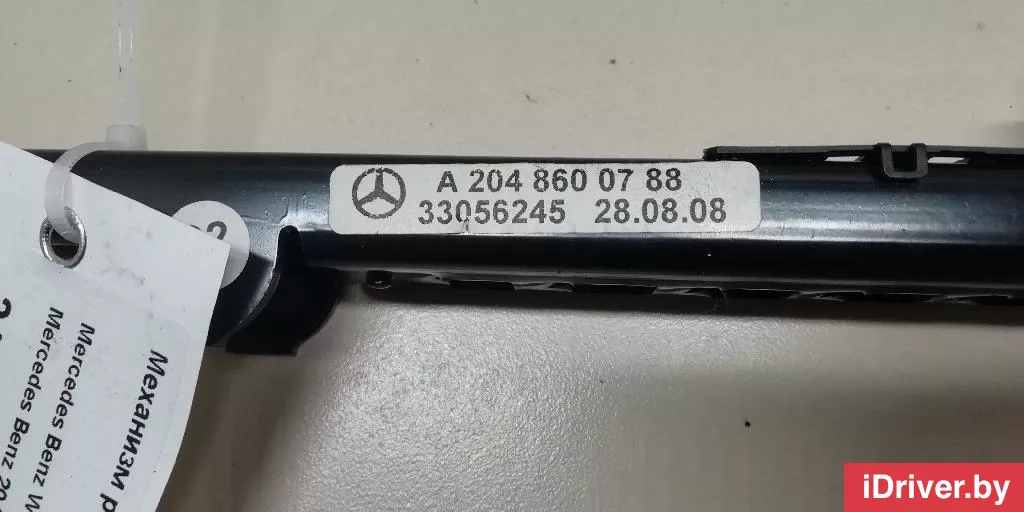 A 204 860 07 88
33056245 28.08.08
Механизм
Mercedes Benz
Mercedes Benz
iDriver.by